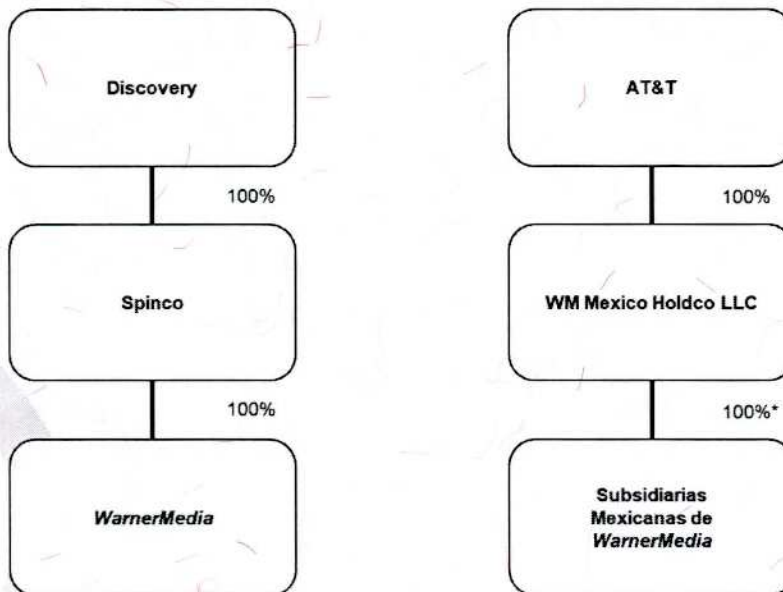 Discovery
100%
Spinco
100%
WarnerMedia
AT&T
100%
WM Mexico Holdco LLC
100%*
Subsidiarias
Mexicanas de
WarnerMedia